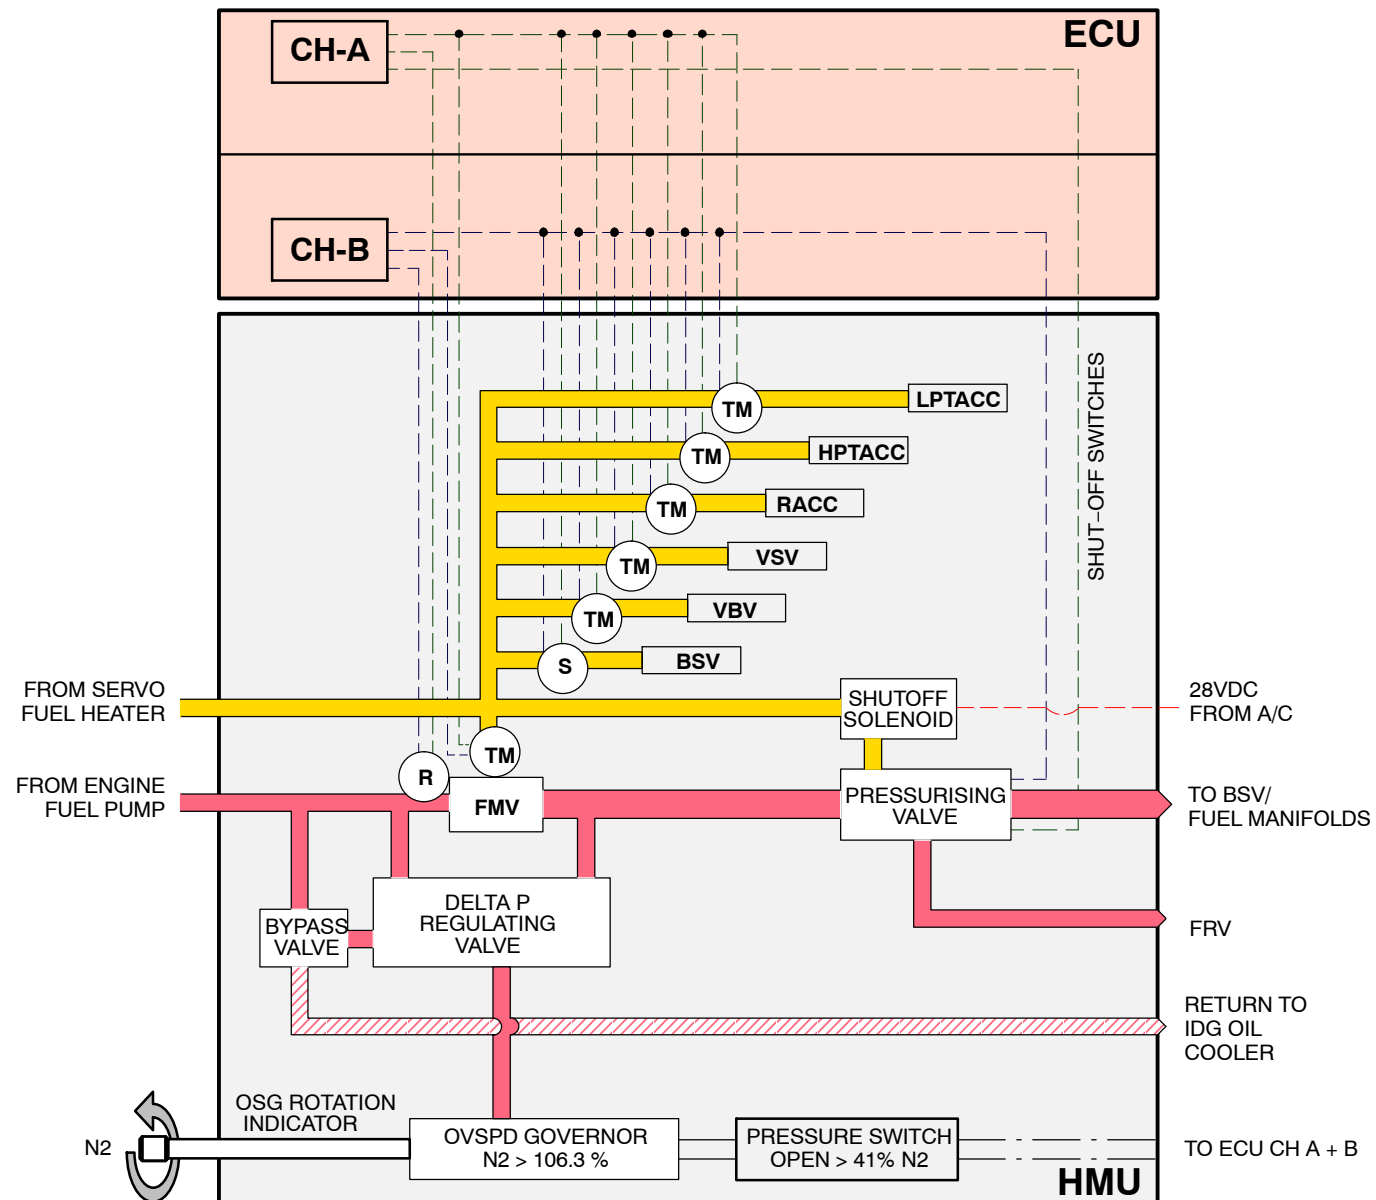 ECU
CH-A
CH-B
SHUT-OFF SWITCHES
TM
LPTACC
TM
HPTACC
TM
RACC
TM
VSV
TM
VBV
S
BSV
FROM SERVO
FUEL HEATER
SHUTOFF
SOLENOID
28VDC
FROM A/C
TM
R
FROM ENGINE
FUEL PUMP
FMV
PRESSURISING
VALVE
TO BSV/
FUEL MANIFOLDS
BYPASS
VALVE
DELTA P
REGULATING
VALVE
FRV
RETURN TO
IDG OIL
COOLER
OSG ROTATION
INDICATOR
N2
OVSPD GOVERNOR
N2 > 106.3 %
PRESSURE SWITCH
OPEN > 41% N2
TO ECU CH A + B
HMU